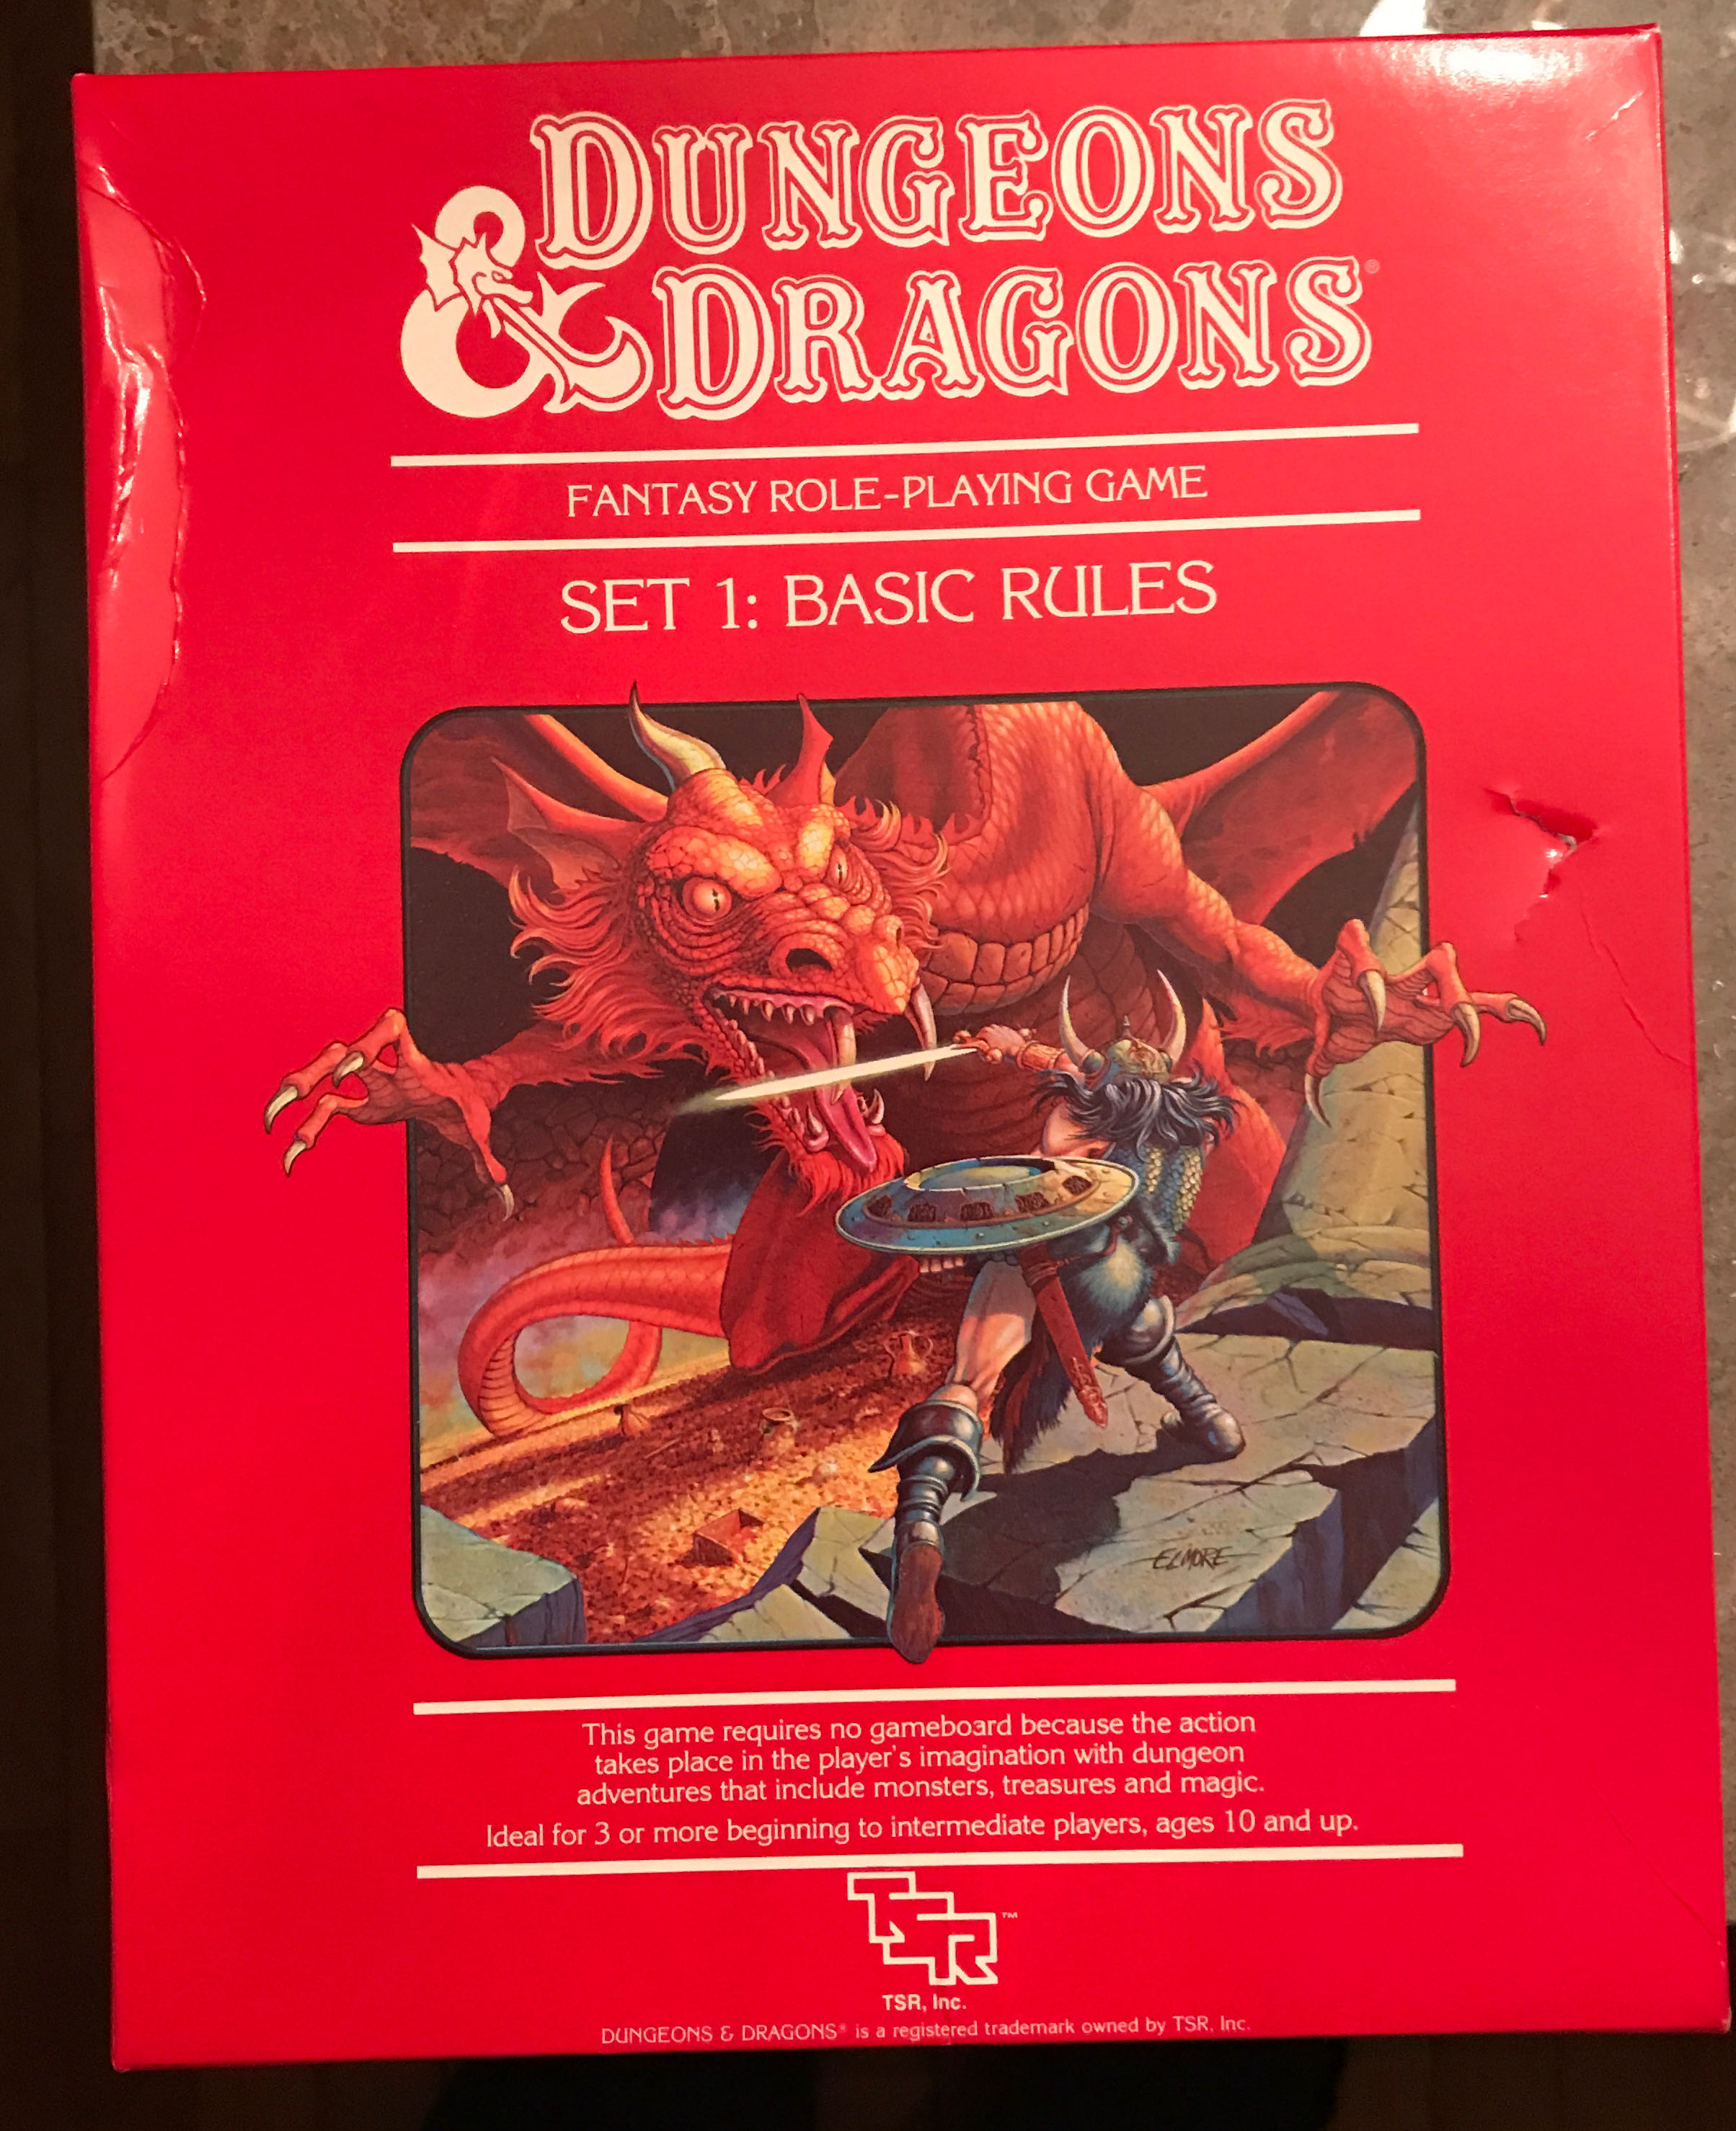 DUNGEONS
& DRAGONS®
FANTASY ROLE-PLAYING GAME
SET 1: BASIC RULES
ELMORE
This game requires no gameboard because the action
takes place in the player's imagination with dungeon
adventures that include monsters, treasures and magic.
Ideal for 3 or more beginning to intermediate players, ages 10 and up.
TSR™
TSR, Inc.
DUNGEONS & DRAGONS® is a registered trademark owned by TSR, Inc.